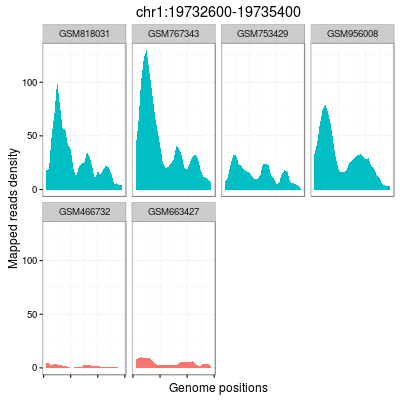 chr1:19732600-19735400
GSM818031 GSM767343 GSM753429 GSM956008
100
50
0
GSM466732 GSM663427
100
50
0
Mapped reads density
Genome positions